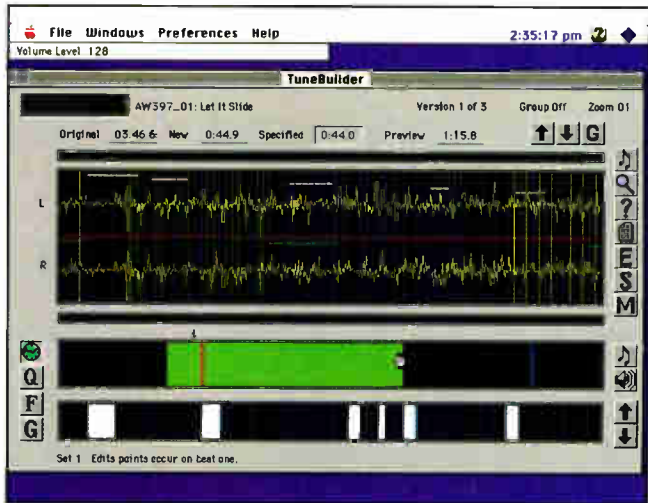 File Windows Preferences Help 2:35:17 pm
Volume Level 128
TuneBuilder
AW397_01: Let It Slide Version 1 of 3 Group Off Zoom 01
Original 03:46 6 New 0:44.9 Specified 0:44.0 Preview 1:15.8 G
L
?
E
R
S
M
Q
F
G
Set 1 Edits points occur on beat one.